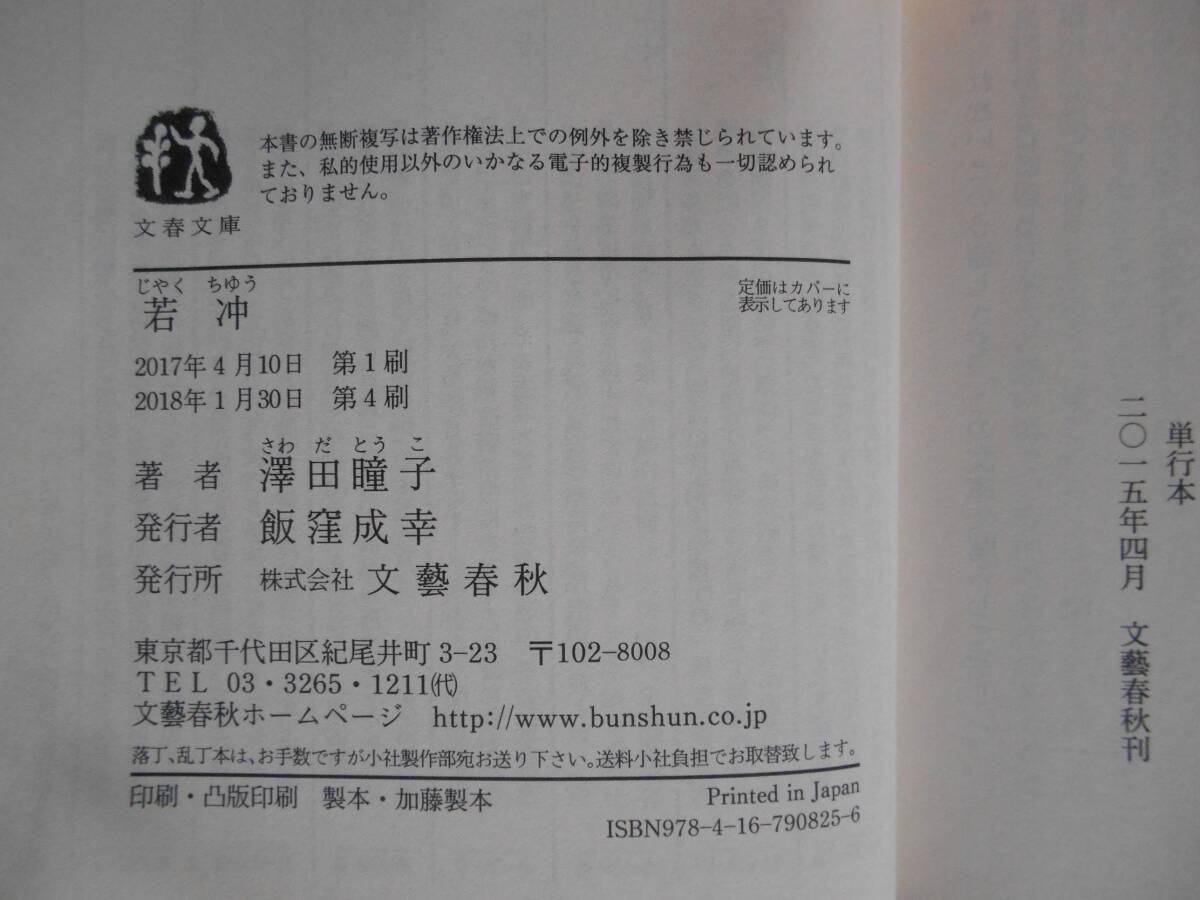 本書の無断複写は著作権法上での例外を除き禁じられています。
また、私的使用以外のいかなる電子的複製行為も一切認められ
ておりません。
文春文庫
じやく ちゆう
若 冲
定価はカバーに
表示してあります
2017年4月10日 第1刷
2018年1月30日 第4刷
さわ だ とう こ
著 者 澤田瞳子
発行者 飯窪成幸
発行所 株式会社 文藝春秋
東京都千代田区紀尾井町 3-23 〒102-8008
TEL 03・3265・1211㈹
文藝春秋ホームページ http://www.bunshun.co.jp
落丁、乱丁本は、お手数ですが小社製作部宛お送り下さい。送料小社負担でお取替致します。
印刷・凸版印刷 製本・加藤製本
Printed in Japan
ISBN978-4-16-790825-6
単行本
二〇一五年四月 文藝春秋刊